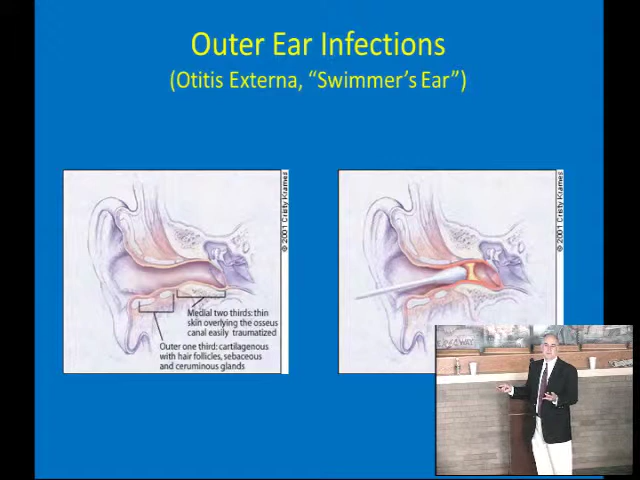 Outer Ear Infections
(Otitis Externa, “Swimmer’s Ear”)
© 2001 Cristy Krames
© 2001 Cristy Krames
Medial two thirds: thin
skin overlying the osseus
canal easily traumatized
Outer one third: cartilagenous
with hair follicles, sebaceous
and ceruminous glands